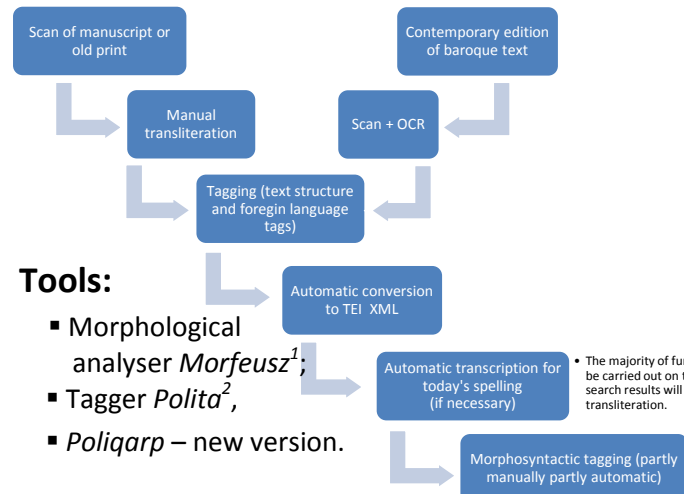 Scan of manuscript or
old print
Contemporary edition
of baroque text
Manual
transliteration
Scan + OCR
Tagging (text structure
and foregin language
tags)
Automatic conversion
to TEI XML
Tools:
▪ Morphological
analyser Morfeusz1;
▪ Tagger Polita2,
▪ Poliqarp – new version.
Automatic transcription for
today's spelling
(if necessary)
• The majority of
be carried out on
search results will
transliteration.
Morphosyntactic tagging (partly
manually partly automatic)